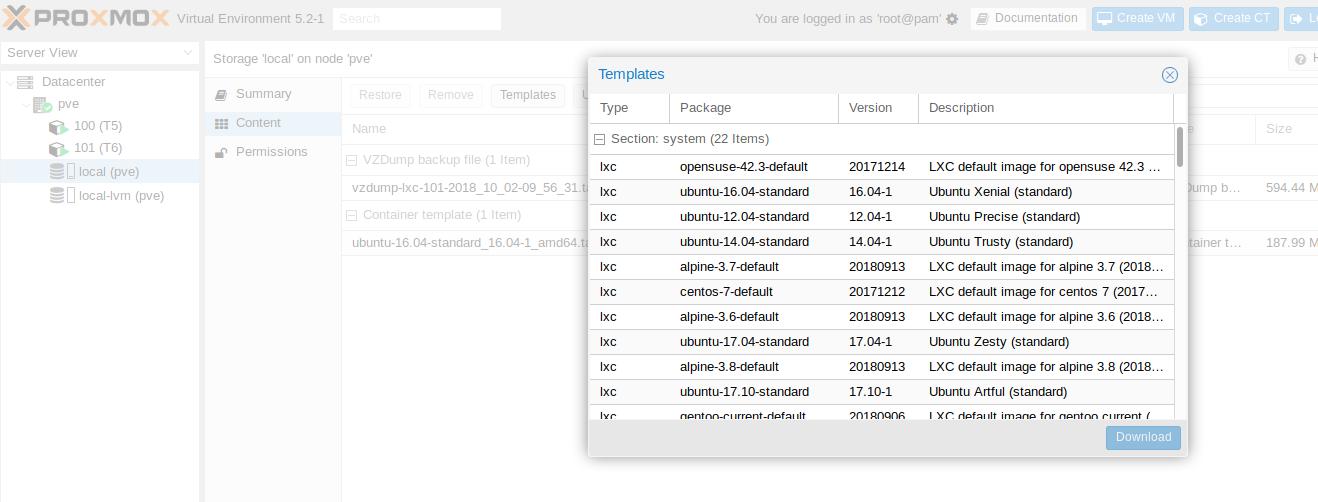 PROXMOX Virtual Environment 5.2-1 Search You are logged in as 'root@pam' Documentation Create VM Create CT
Server View
Storage 'local' on node 'pve'
Datacenter
pve
100 (T5)
101 (T6)
local (pve)
local-lvm (pve)
Summary
Content
Permissions
Restore Remove Templates
Name Size
VZDump backup file (1 Item)
vzdump-lxc-101-2018_10_02-09_56_31.t 594.44 M
Container template (1 Item)
ubuntu-16.04-standard_16.04-1_amd64.ta 187.99 M
Templates
Type Package Version Description
Section: system (22 Items)
lxc opensuse-42.3-default 20171214 LXC default image for opensuse 42.3 …
lxc ubuntu-16.04-standard 16.04-1 Ubuntu Xenial (standard)
lxc ubuntu-12.04-standard 12.04-1 Ubuntu Precise (standard)
lxc ubuntu-14.04-standard 14.04-1 Ubuntu Trusty (standard)
lxc alpine-3.7-default 20180913 LXC default image for alpine 3.7 (2018…
lxc centos-7-default 20171212 LXC default image for centos 7 (2017…
lxc alpine-3.6-default 20180913 LXC default image for alpine 3.6 (2018…
lxc ubuntu-17.04-standard 17.04-1 Ubuntu Zesty (standard)
lxc alpine-3.8-default 20180913 LXC default image for alpine 3.8 (2018…
lxc ubuntu-17.10-standard 17.10-1 Ubuntu Artful (standard)
lxc gentoo-current-default 20180906 LXC default image for gentoo current (
Download